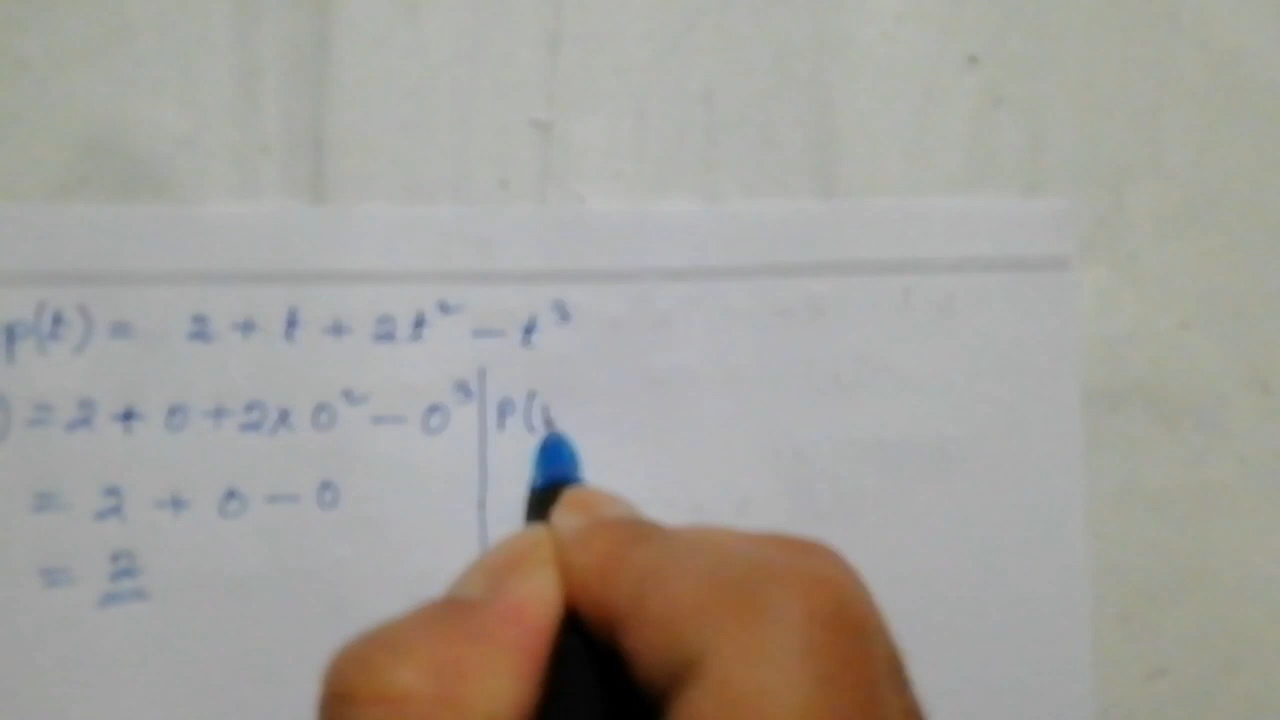 p(t) = 2 + t + 2t² - t³
) = 2 + 0 + 2x0² - 0³ | P(
= 2 + 0 - 0
= 2